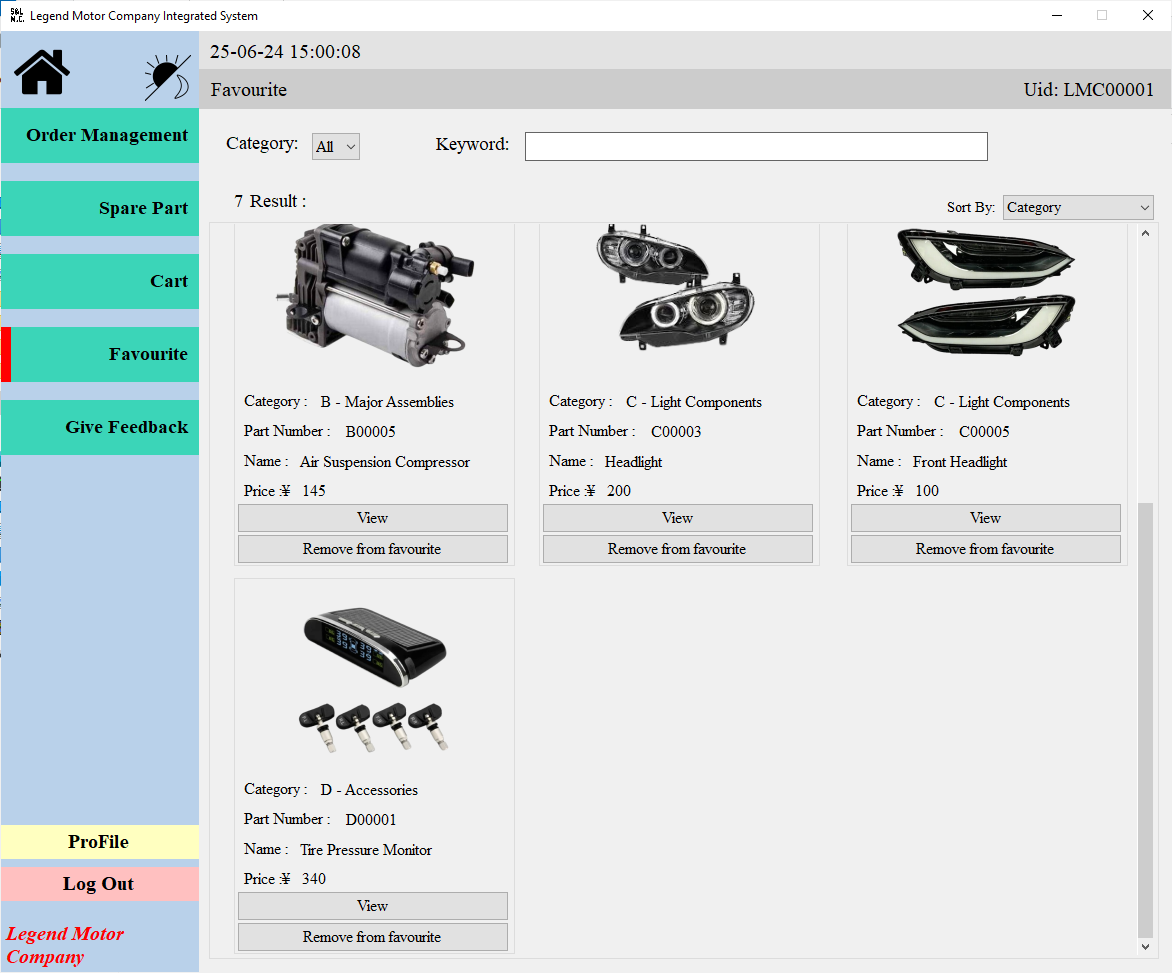 S&L
M.C.
Legend Motor Company Integrated System
25-06-24 15:00:08
Favourite
Uid: LMC00001
Order Management
Spare Part
Cart
Favourite
Give Feedback
ProFile
Log Out
Legend Motor
Company
Category:
All
Keyword:
7 Result :
Sort By:
Category
Category : B - Major Assemblies
Part Number : B00005
Name : Air Suspension Compressor
Price :¥ 145
View
Remove from favourite
Category : C - Light Components
Part Number : C00003
Name : Headlight
Price :¥ 200
View
Remove from favourite
Category : C - Light Components
Part Number : C00005
Name : Front Headlight
Price :¥ 100
View
Remove from favourite
Category : D - Accessories
Part Number : D00001
Name : Tire Pressure Monitor
Price :¥ 340
View
Remove from favourite